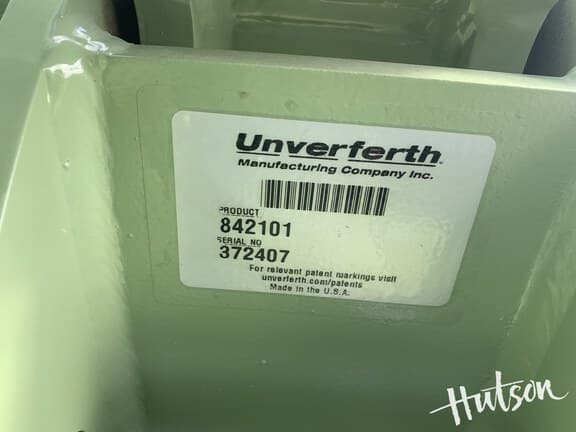 Unverferth
Manufacturing Company Inc.
PRODUCT
842101
SERIAL NO
372407
For relevant patent markings visit
unverferth.com/patents
Made in the U.S.A.
Hutson